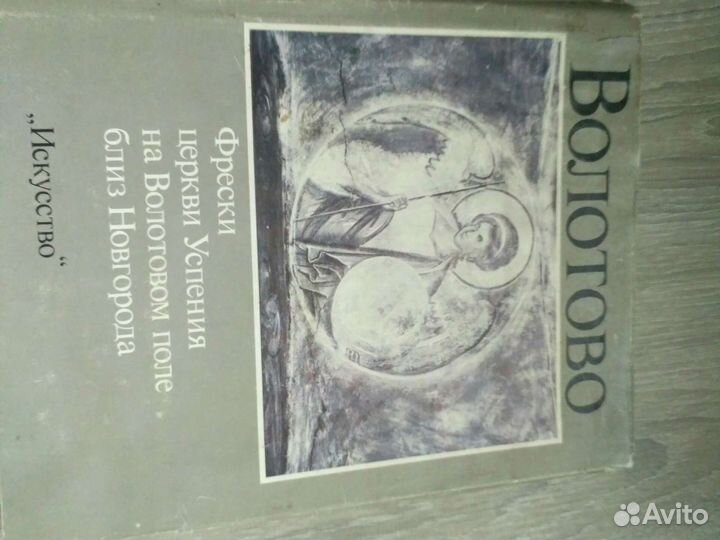 ВОЛОТОВО
Фрески
церкви Успения
на Волотовом поле
близ Новгорода
„Искусство“
Avito